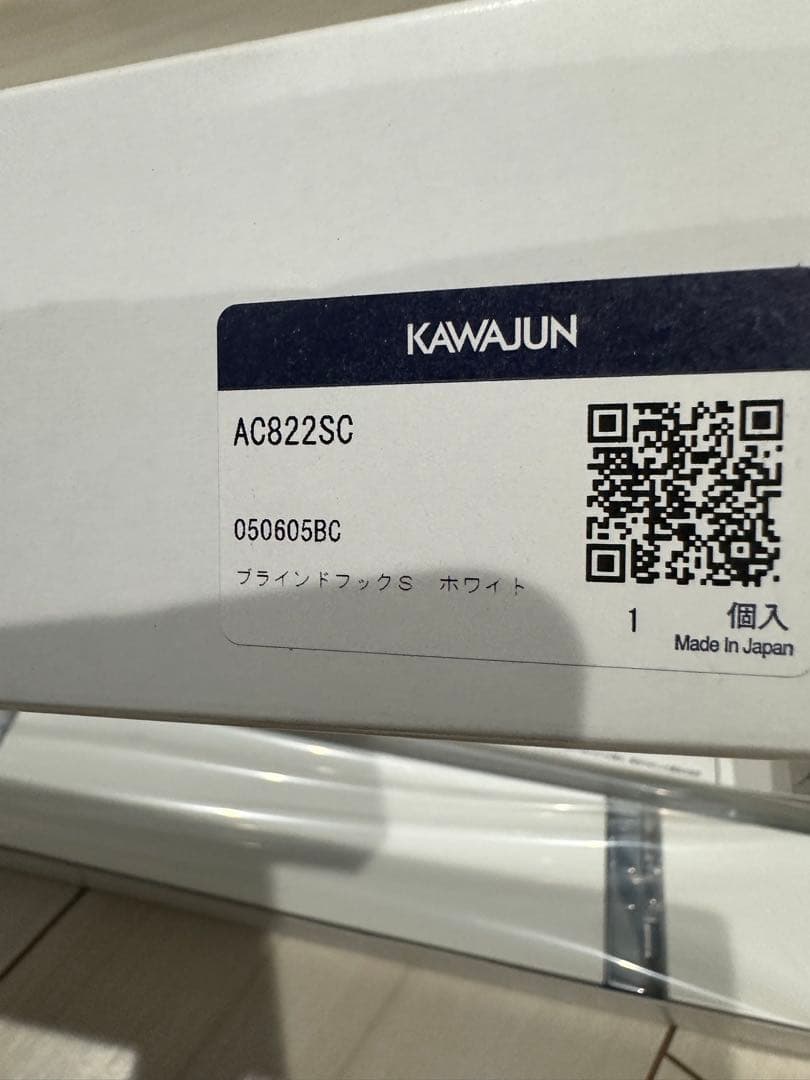 KAWAJUN
AC822SC
050605BC
ブラインドフックS ホワイト
1 個入
Made In Japan